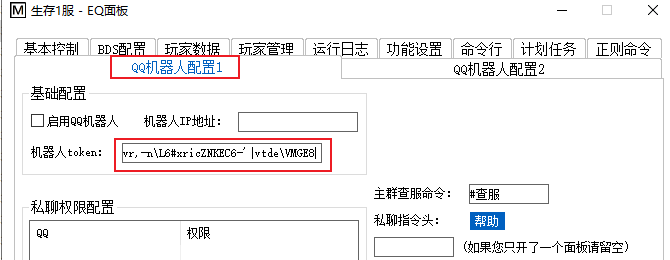 M 生存1服 - EQ面板
基本控制 BDS配置 玩家数据 玩家管理 运行日志 功能设置 命令行 计划任务 正则命令
QQ机器人配置1 QQ机器人配置2
基础配置
启用QQ机器人 机器人IP地址:
机器人token: vr,-n\L6#xricZNKEC6-'|vtde\VMGE8
主群查服命令: #查服
私聊权限配置 私聊指令头: 帮助
QQ 权限
(如果您只开了一个面板请留空)